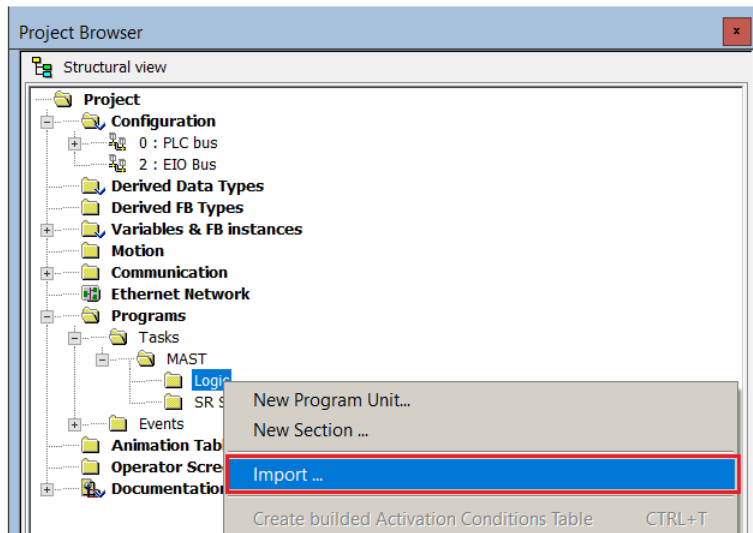 Project Browser
x
Structural view
Project
Configuration
0 : PLC bus
2 : EIO Bus
Derived Data Types
Derived FB Types
Variables & FB instances
Motion
Communication
Ethernet Network
Programs
Tasks
MAST
Logic
SR S
Events
Animation Tab
Operator Scre
Documentation
New Program Unit...
New Section ...
Import ...
Create builded Activation Conditions Table CTRL+T